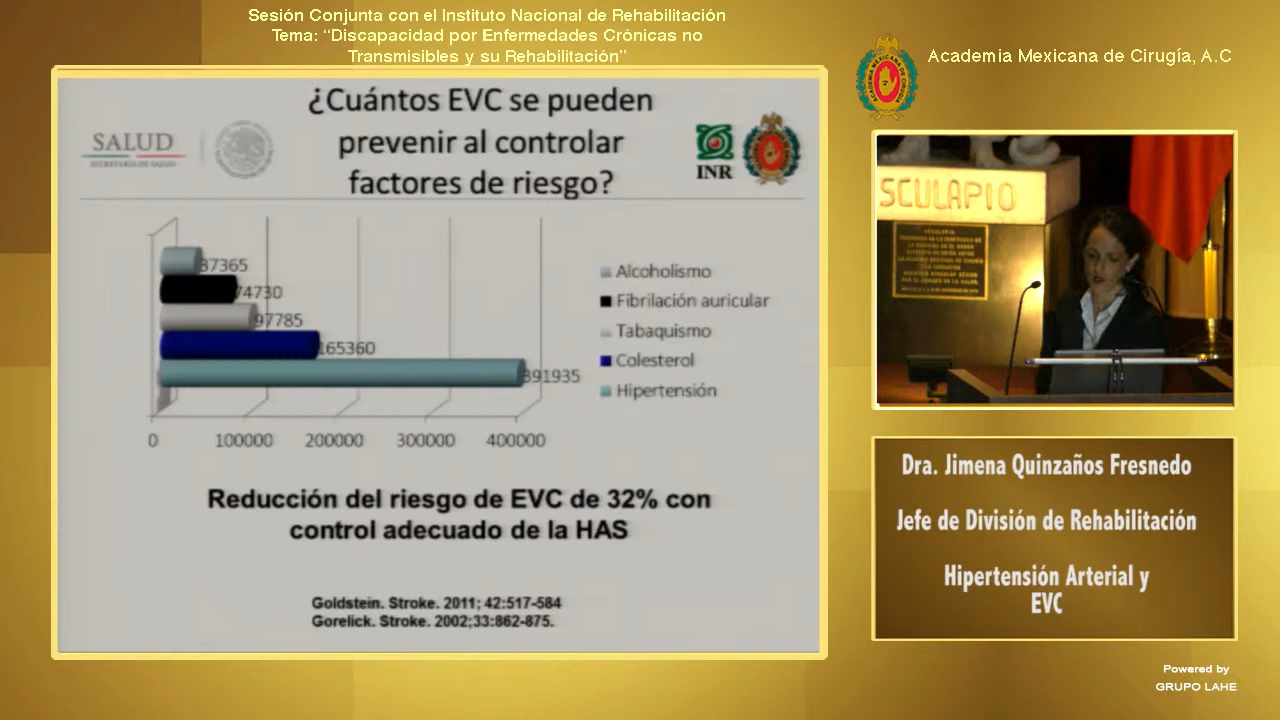 Sesión Conjunta con el Instituto Nacional de Rehabilitación
Tema: “Discapacidad por Enfermedades Crónicas no
Transmisibles y su Rehabilitación”
Academia Mexicana de Cirugía, A.C
SALUD
SECRETARÍA DE SALUD
¿Cuántos EVC se pueden
prevenir al controlar
factores de riesgo?
INR
37365
74730
97785
165360
391935
0 100000 200000 300000 400000
Alcoholismo
Fibrilación auricular
Tabaquismo
Colesterol
Hipertensión
Reducción del riesgo de EVC de 32% con
control adecuado de la HAS
Goldstein. Stroke. 2011; 42:517-584
Gorelick. Stroke. 2002;33:862-875.
SCULAPIO
Dra. Jimena Quinzaños Fresnedo
Jefe de División de Rehabilitación
Hipertensión Arterial y
EVC
Powered by
GRUPO LAHE